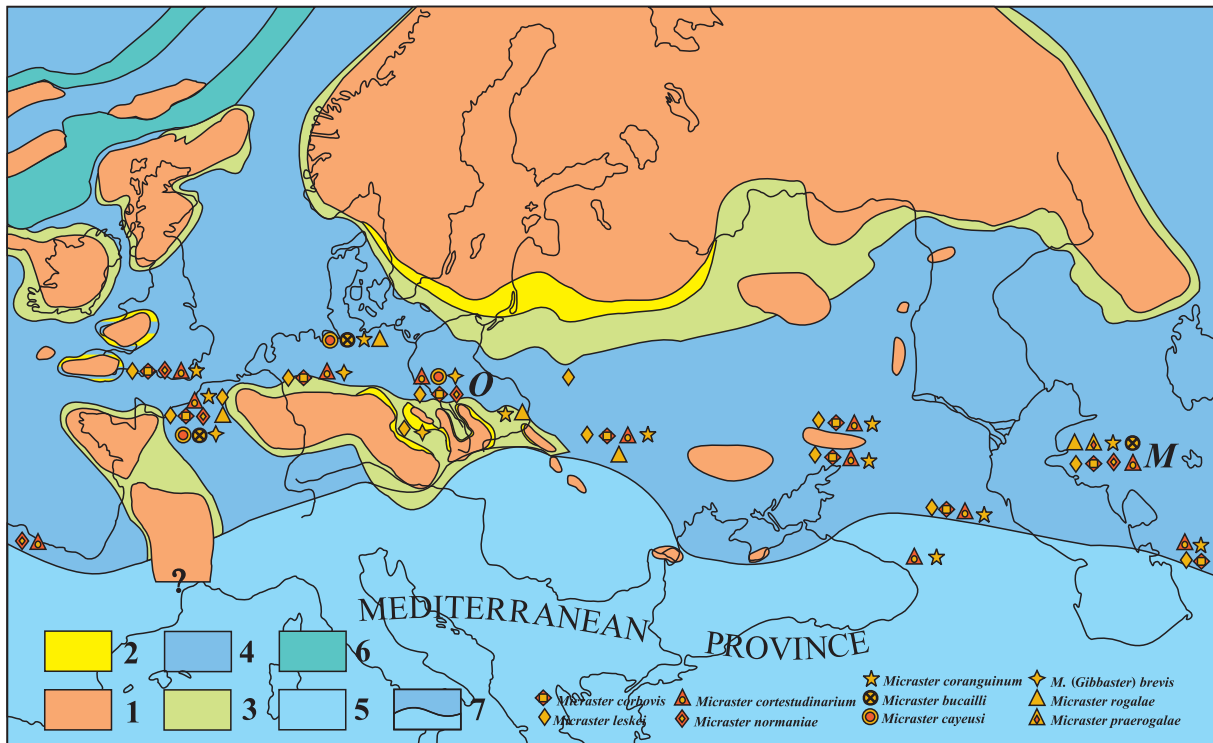 O
M
?
MEDITERRANEAN PROVINCE
2 4 6
1 3 5 7
Micraster coranguinum M. (Gibbaster) brevis
Micraster corbovis Micraster cortestudinarium Micraster bucailli Micraster rogalae
Micraster leskei Micraster normaniae Micraster cayeusi Micraster praerogalae